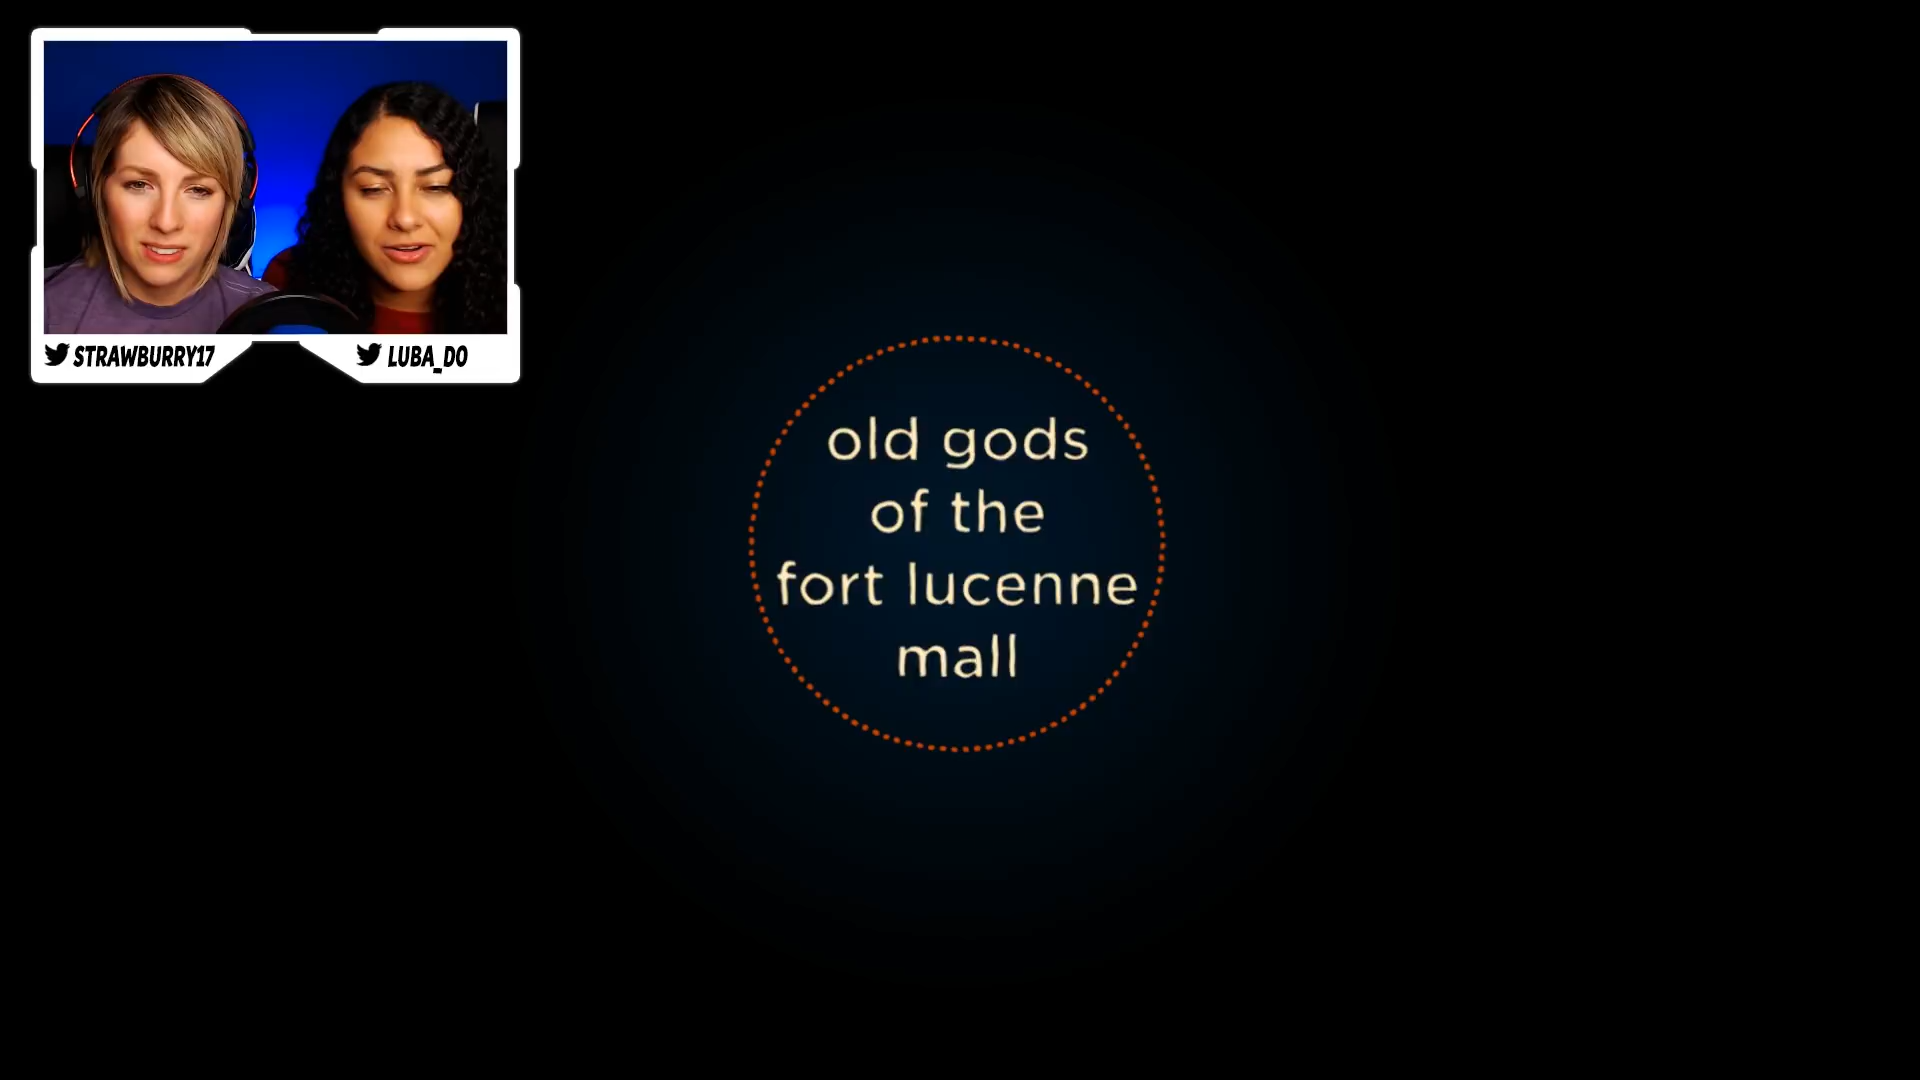 STRAWBURRY17
LUBA_DO
old gods
of the
fort lucenne
mall